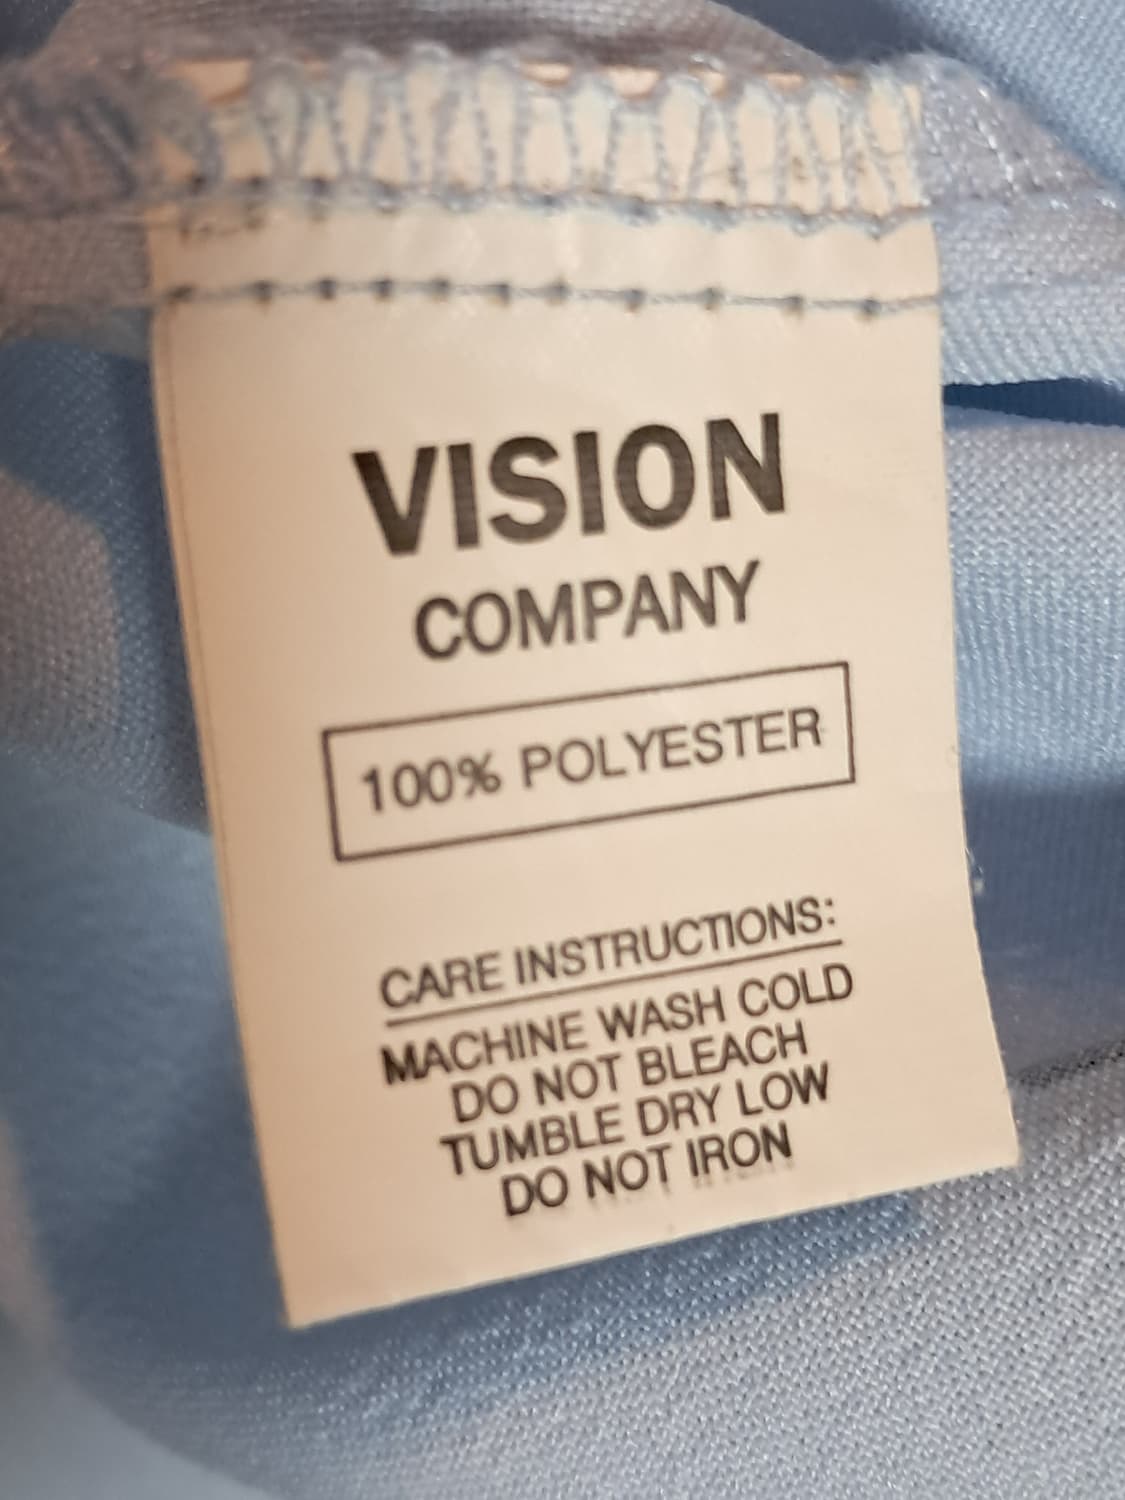 VISION
COMPANY
100% POLYESTER
CARE INSTRUCTIONS:
MACHINE WASH COLD
DO NOT BLEACH
TUMBLE DRY LOW
DO NOT IRON